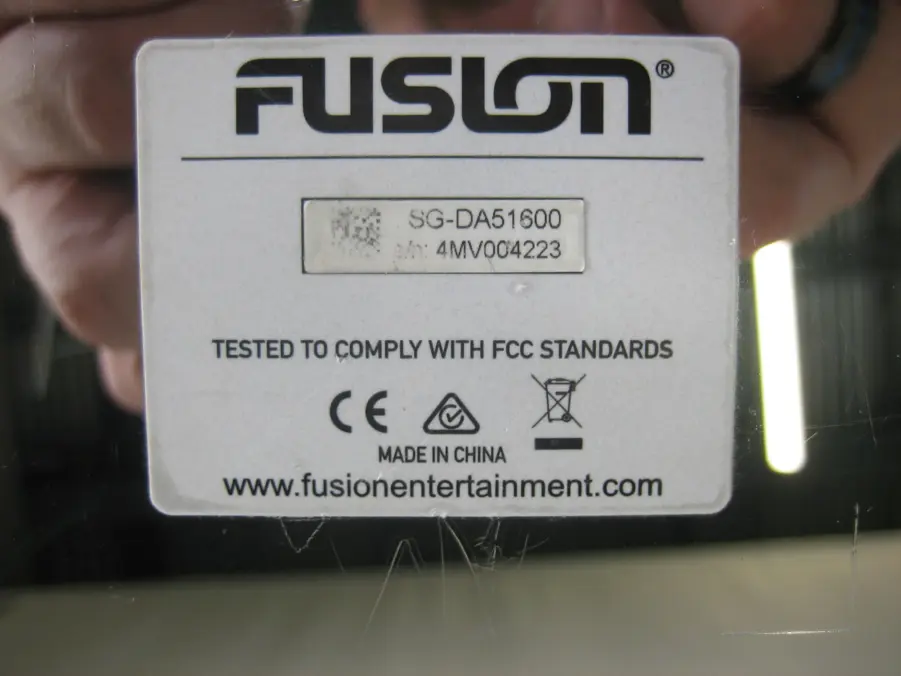 FUSION®
SG-DA51600
s/n: 4MV004223
TESTED TO COMPLY WITH FCC STANDARDS
CE
MADE IN CHINA
www.fusionentertainment.com